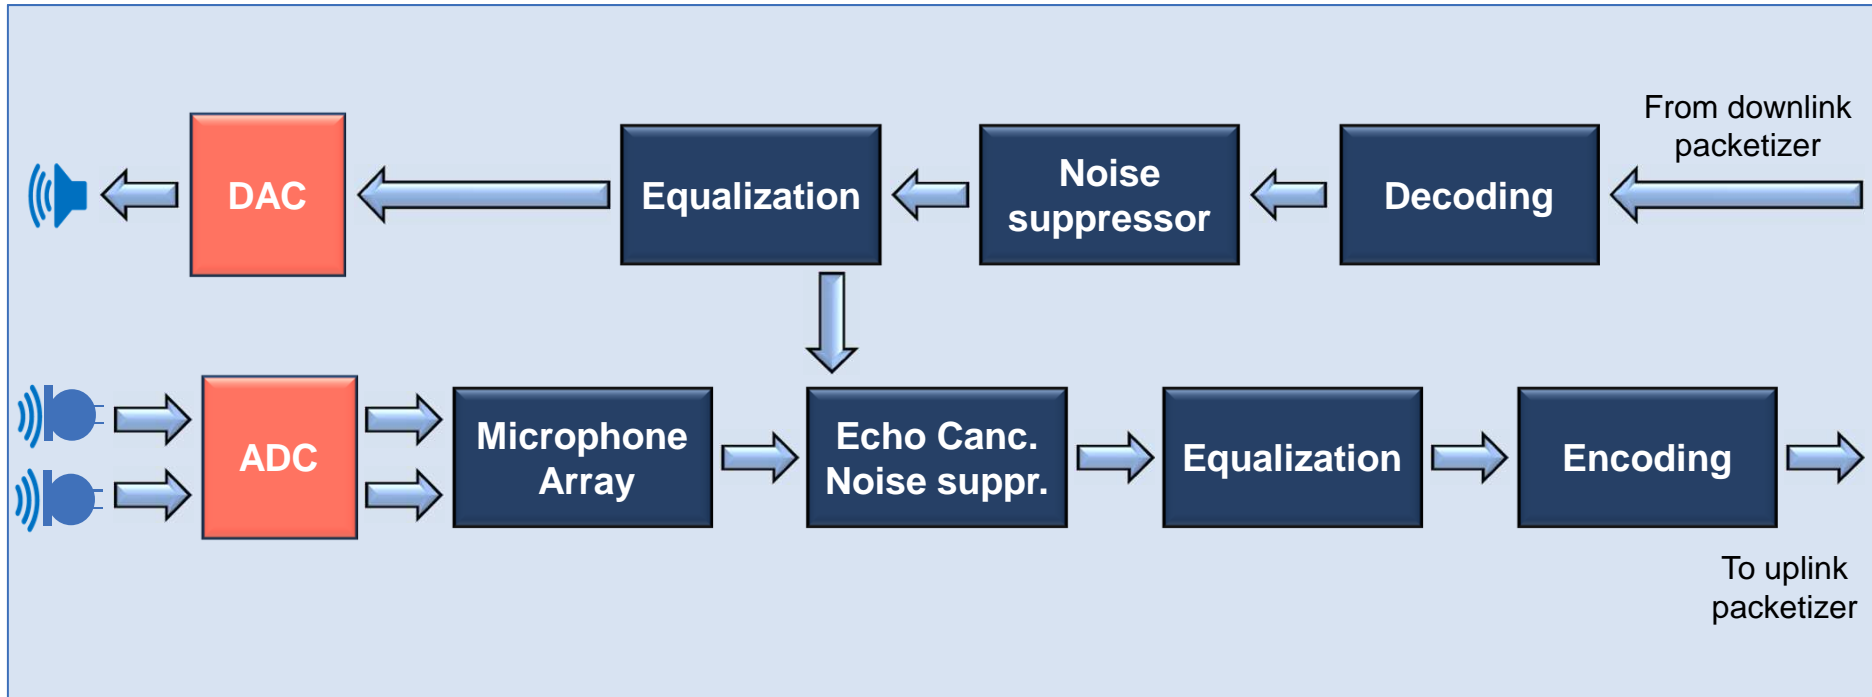 From downlink
packetizer
DAC
Equalization
Noise
suppressor
Decoding
ADC
Microphone
Array
Echo Canc.
Noise suppr.
Equalization
Encoding
To uplink
packetizer